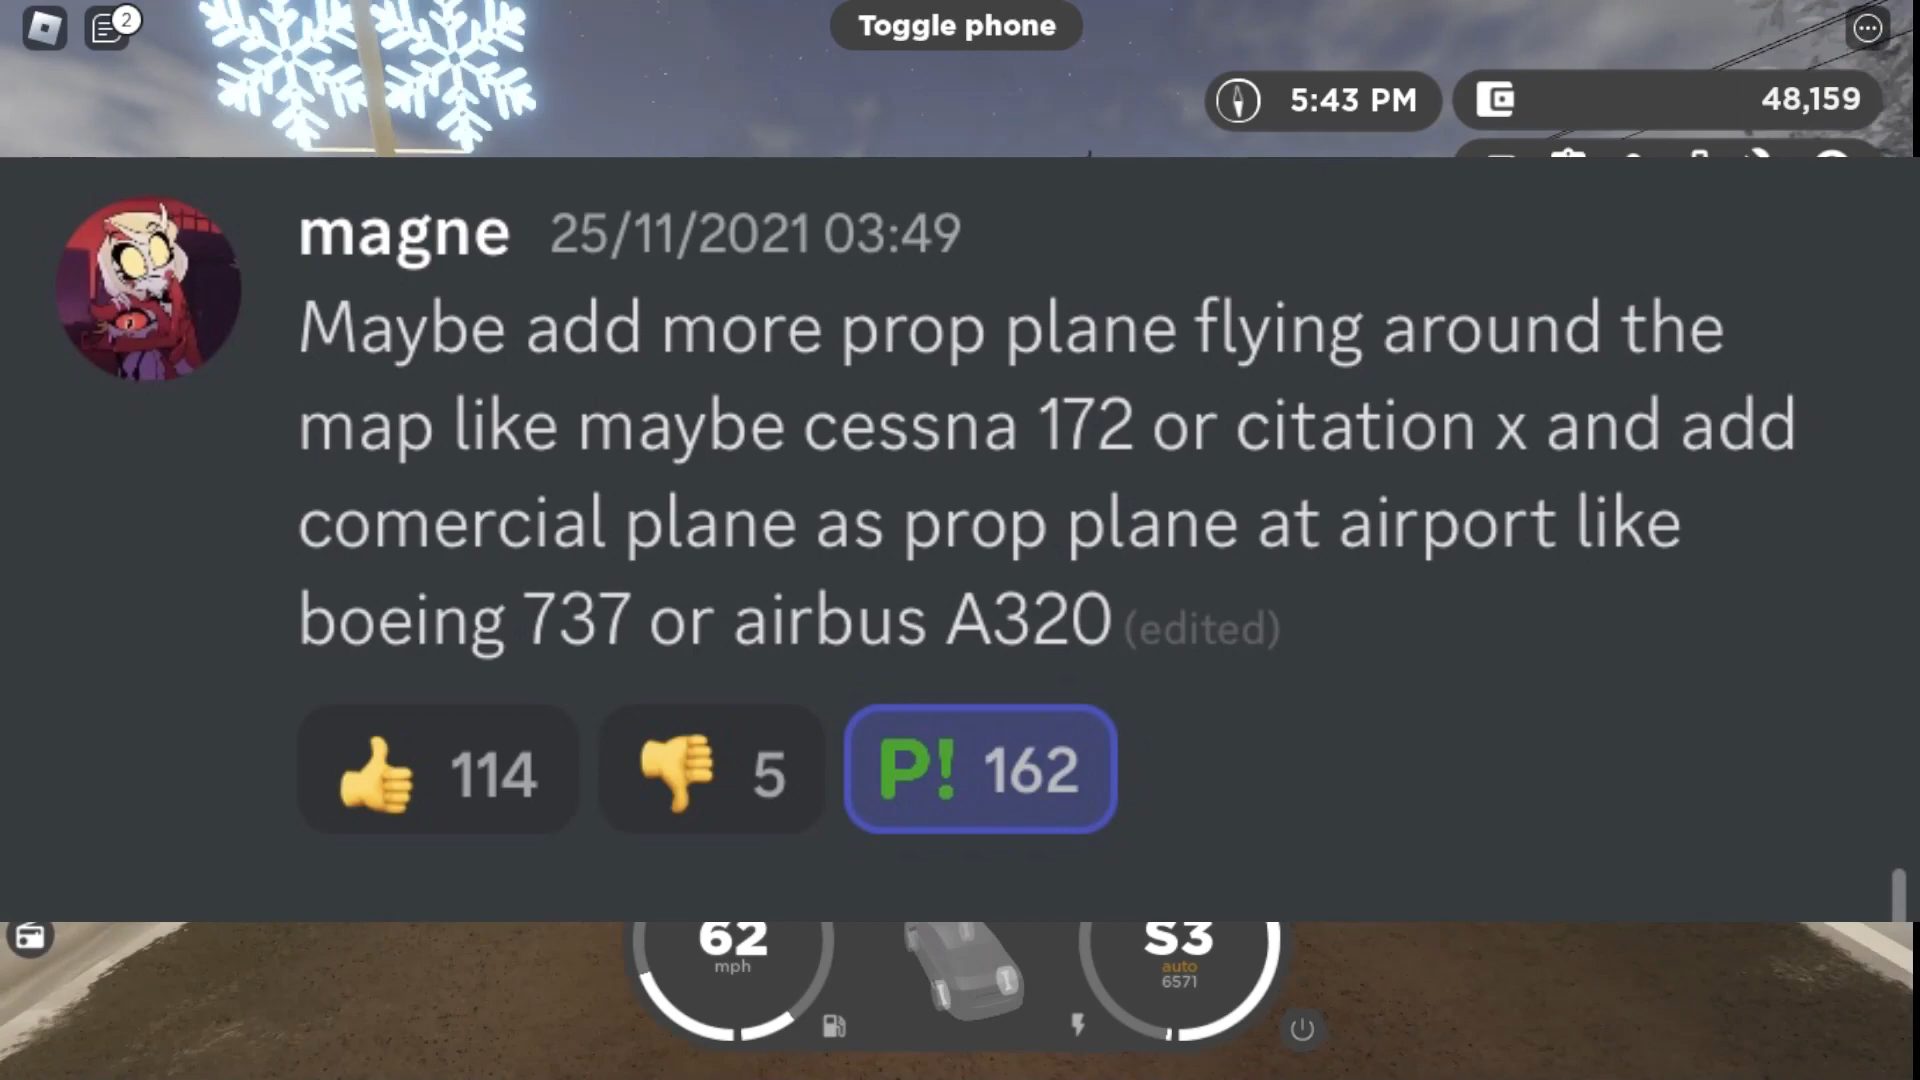 2
Toggle phone
5:43 PM
48,159
magne 25/11/2021 03:49
Maybe add more prop plane flying around the
map like maybe cessna 172 or citation x and add
comercial plane as prop plane at airport like
boeing 737 or airbus A320 (edited)
114
5
P! 162
62
mph
S3
auto
6571